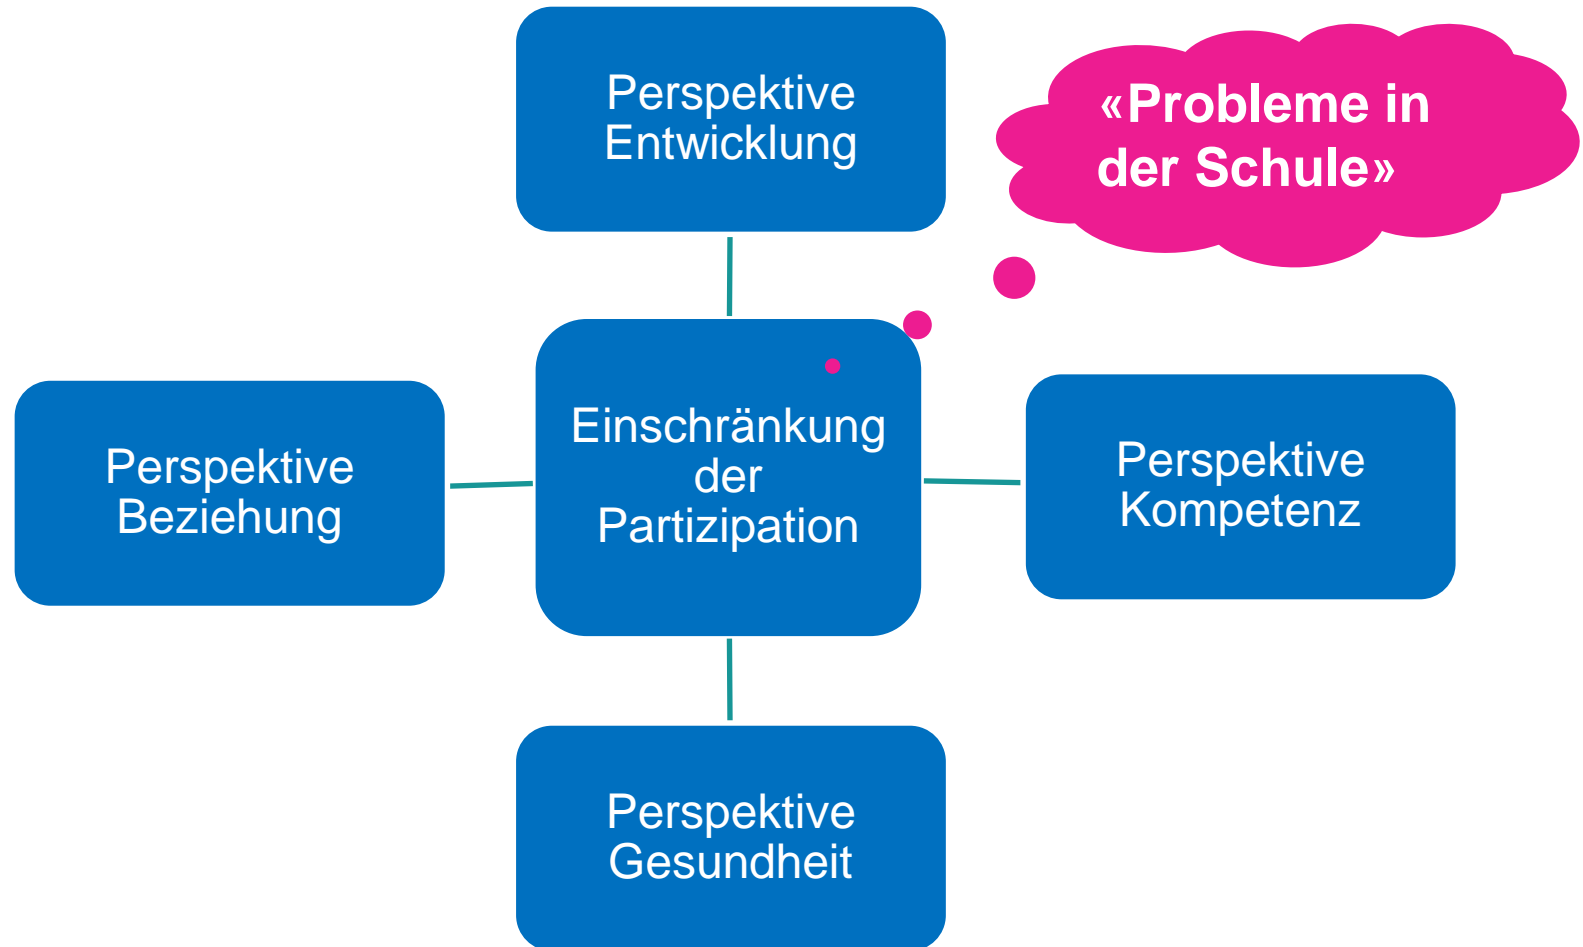 Perspektive
Entwicklung
«Probleme in
der Schule»
Perspektive
Beziehung
Einschränkung
der
Partizipation
Perspektive
Kompetenz
Perspektive
Gesundheit